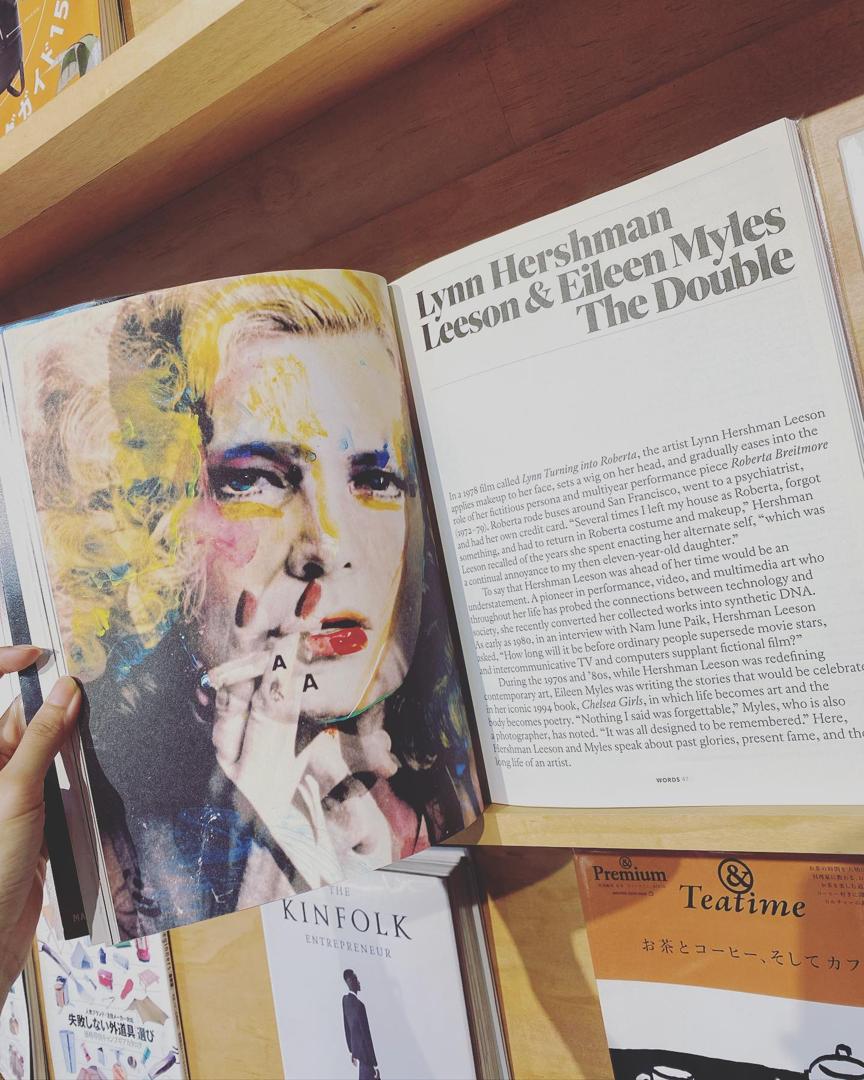 ガイド15
Lynn Hershman
Leeson & Eileen Myles
The Double
In a 1978 film called Lynn Turning into Roberta, the artist Lynn Hershman Leeson
applies makeup to her face, sets a wig on her head, and gradually eases into the
role of her fictitious persona and multiyear performance piece Roberta Breitmore
(1972–79). Roberta rode buses around San Francisco, went to a psychiatrist,
and had her own credit card. “Several times I left my house as Roberta, forgot
something, and had to return in Roberta costume and makeup,” Hershman
Leeson recalled of the years she spent enacting her alternate self, “which was
a continual annoyance to my then eleven-year-old daughter.”
To say that Hershman Leeson was ahead of her time would be an
understatement. A pioneer in performance, video, and multimedia art who
throughout her life has probed the connections between technology and
society, she recently converted her collected works into synthetic DNA.
As early as 1980, in an interview with Nam June Paik, Hershman Leeson
asked, “How long will it be before ordinary people supersede movie stars,
and intercommunicative TV and computers supplant fictional film?”
During the 1970s and ’80s, while Hershman Leeson was redefining
contemporary art, Eileen Myles was writing the stories that would be celebrate
in her iconic 1994 book, Chelsea Girls, in which life becomes art and the
body becomes poetry. “Nothing I said was forgettable,” Myles, who is also
a photographer, has noted. “It was all designed to be remembered.” Here,
Hershman Leeson and Myles speak about past glories, present fame, and the
long life of an artist.
WORDS 47
A
A
THE
KINFOLK
ENTREPRENEUR
& Premium
&
Teatime
お茶とコーヒー、そしてカフ
失敗しない外道具選び